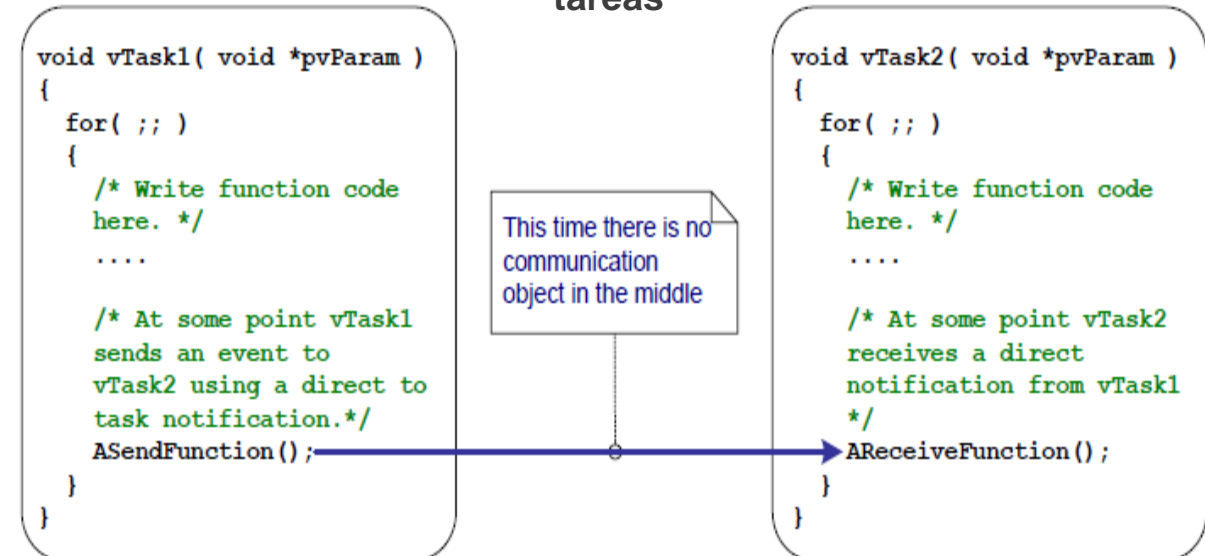 tareas
void vTask1( void *pvParam )
{
for( ;; )
{
/* Write function code
here. */
....
/* At some point vTask1
sends an event to
vTask2 using a direct to
task notification.*/
ASendFunction();
}
}
This time there is no
communication
object in the middle
void vTask2( void *pvParam )
{
for( ;; )
{
/* Write function code
here. */
....
/* At some point vTask2
receives a direct
notification from vTask1
*/
AReceiveFunction();
}
}